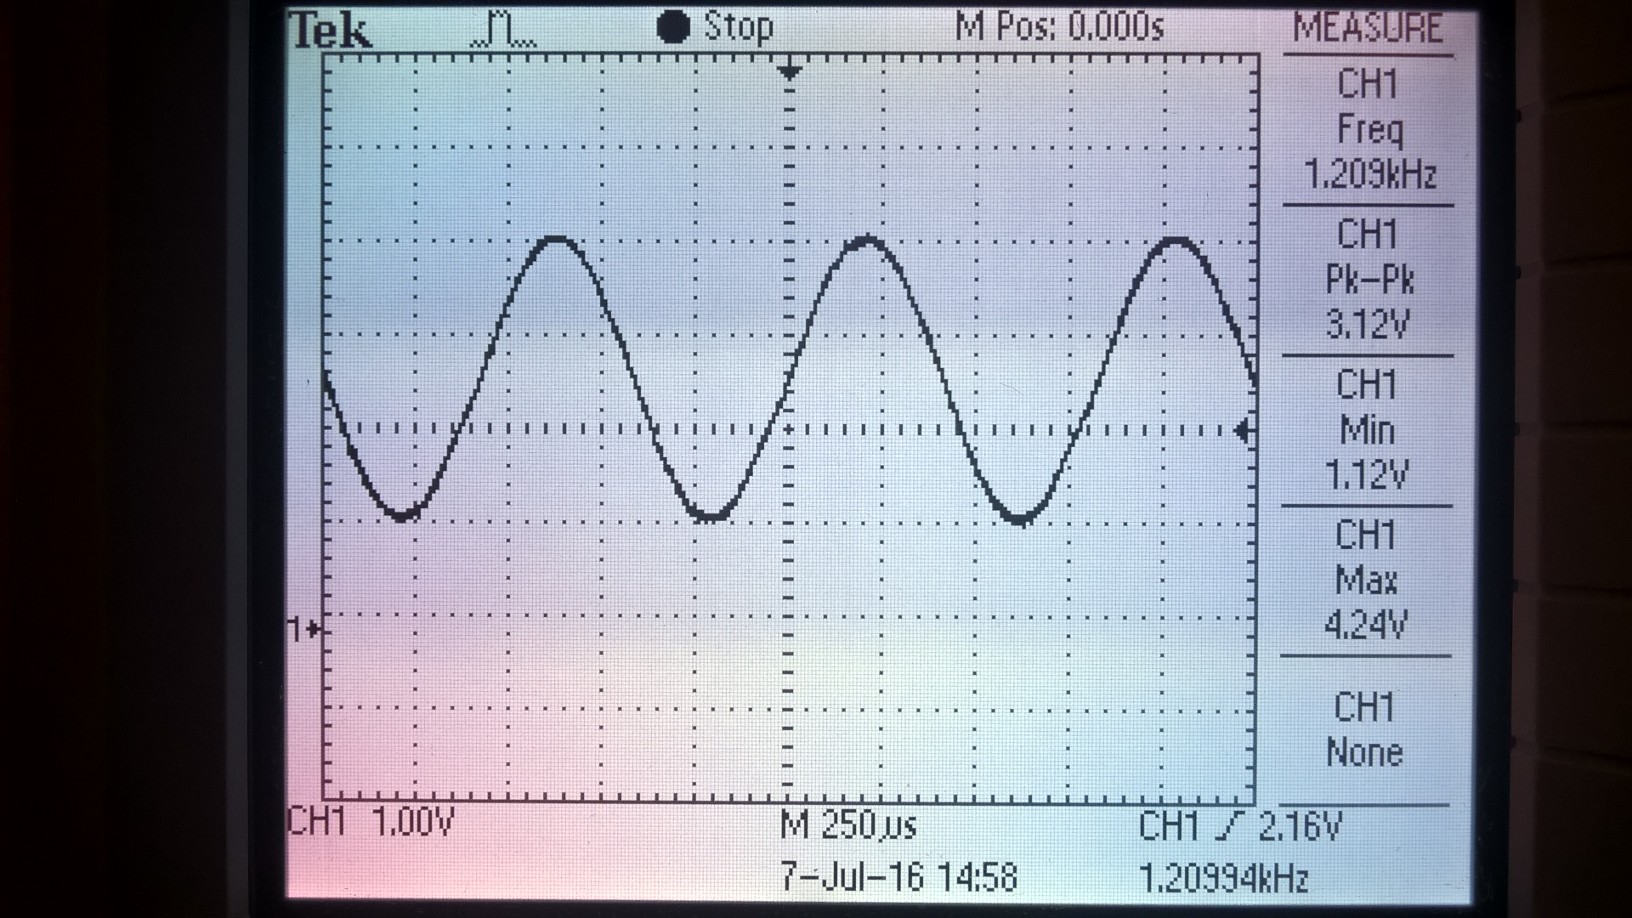 Tek Stop M Pos: 0.000s MEASURE
CH1
Freq
1.209kHz
CH1
Pk-Pk
3.12V
CH1
Min
1.12V
CH1
Max
4.24V
CH1
None
1
CH1 1.00V M 250µs CH1 2.16V
7-Jul-16 14:58 1.20994kHz